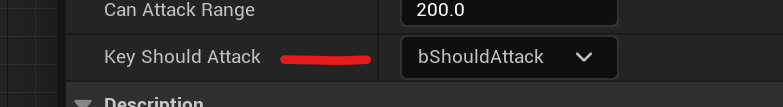 Can Attack Range 200.0
Key Should Attack bShouldAttack
Description